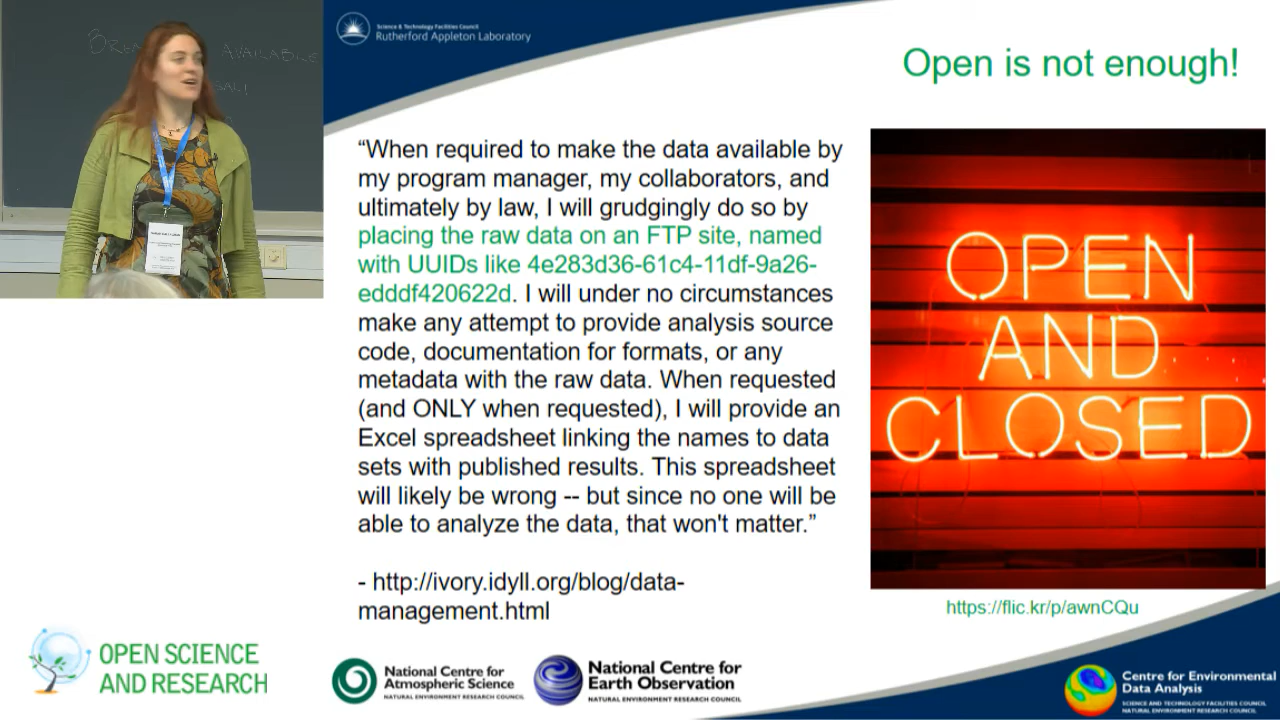 BRE AVAILABLE
Science & Technology Facilities Council
Rutherford Appleton Laboratory
Open is not enough!
“When required to make the data available by
my program manager, my collaborators, and
ultimately by law, I will grudgingly do so by
placing the raw data on an FTP site, named
with UUIDs like 4e283d36-61c4-11df-9a26-
edddf420622d. I will under no circumstances
make any attempt to provide analysis source
code, documentation for formats, or any
metadata with the raw data. When requested
(and ONLY when requested), I will provide an
Excel spreadsheet linking the names to data
sets with published results. This spreadsheet
will likely be wrong -- but since no one will be
able to analyze the data, that won't matter.”
- http://ivory.idyll.org/blog/data-
management.html
OPEN
AND
CLOSED
https://flic.kr/p/awnCQu
OPEN SCIENCE
AND RESEARCH
National Centre for
Atmospheric Science
NATURAL ENVIRONMENT RESEARCH COUNCIL
National Centre for
Earth Observation
NATURAL ENVIRONMENT RESEARCH COUNCIL
Centre for Environmental
Data Analysis
SCIENCE AND TECHNOLOGY FACILITIES COUNCIL
NATURAL ENVIRONMENT RESEARCH COUNCIL